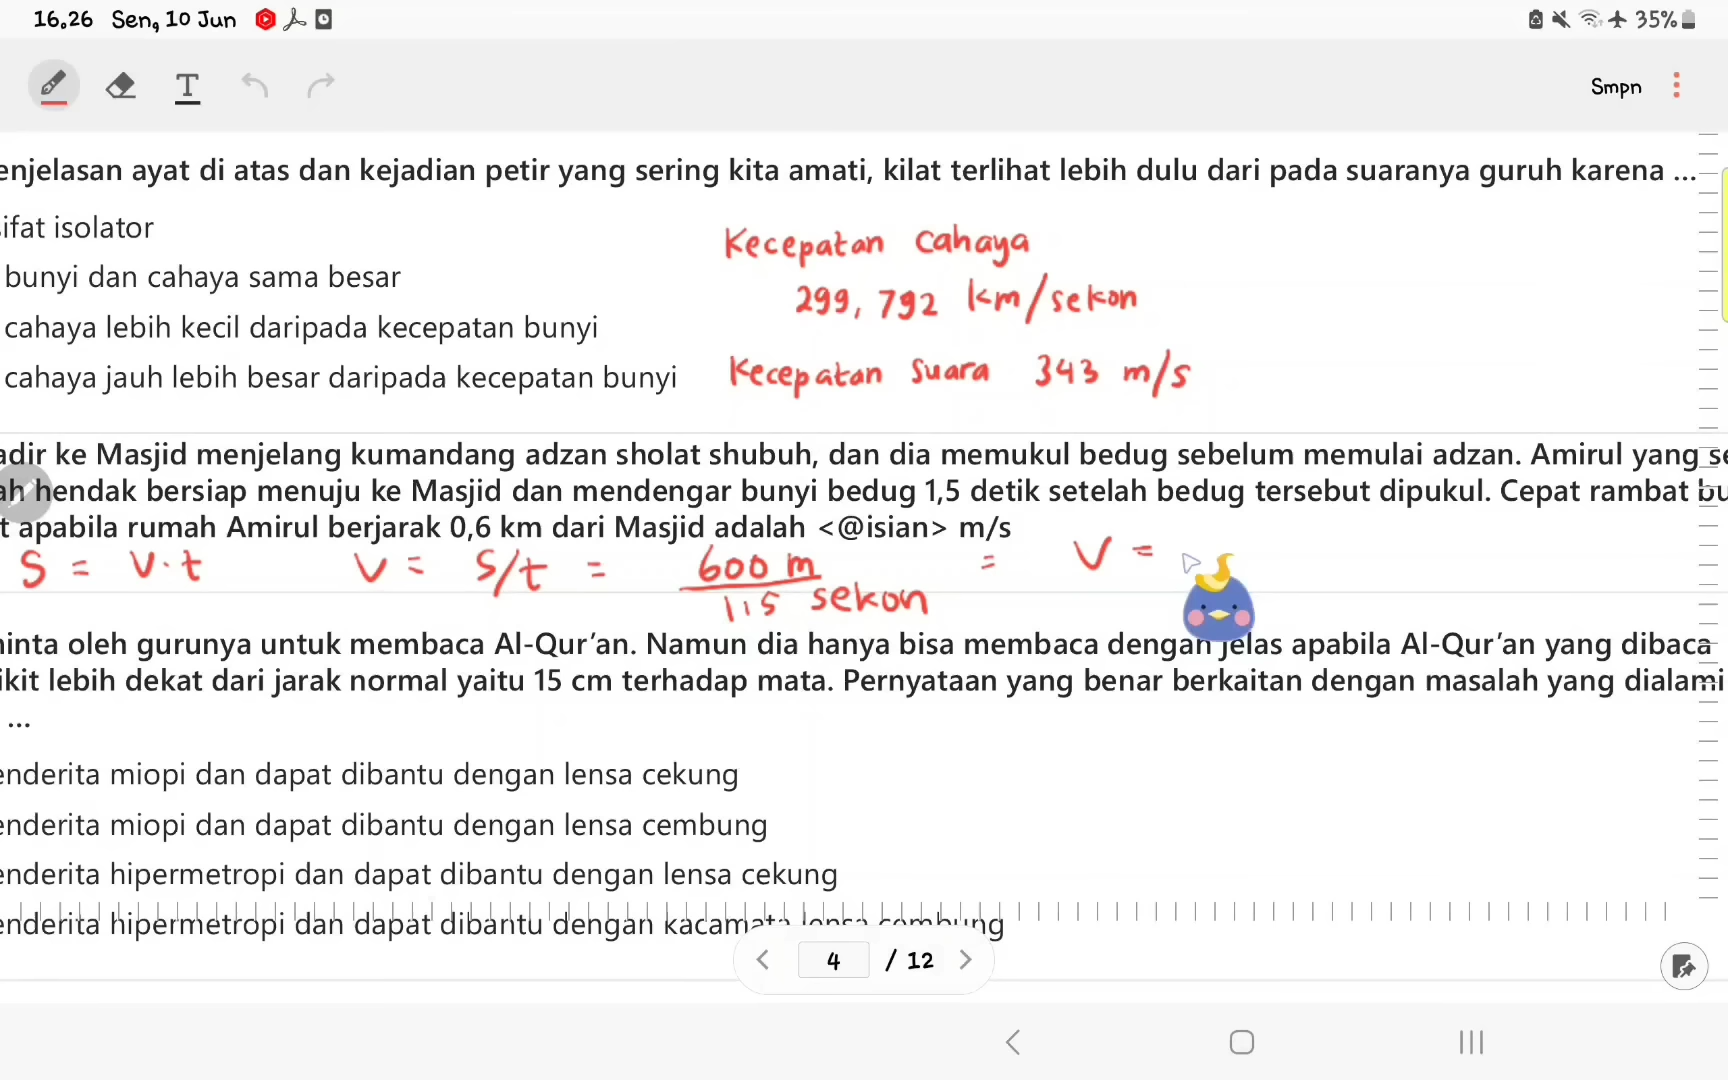 16.26 Sen, 10 Jun
35%
T
Smpn
enjelasan ayat di atas dan kejadian petir yang sering kita amati, kilat terlihat lebih dulu dari pada suaranya guruh karena ...
ifat isolator
bunyi dan cahaya sama besar
cahaya lebih kecil daripada kecepatan bunyi
cahaya jauh lebih besar daripada kecepatan bunyi
Kecepatan Cahaya
299,792 km/sekon
Kecepatan Suara 343 m/s
adir ke Masjid menjelang kumandang adzan sholat shubuh, dan dia memukul bedug sebelum memulai adzan. Amirul yang se
ah hendak bersiap menuju ke Masjid dan mendengar bunyi bedug 1,5 detik setelah bedug tersebut dipukul. Cepat rambat bu
t apabila rumah Amirul berjarak 0,6 km dari Masjid adalah <@isian> m/s
S = V.t V = S/t = 600 m = V =
1,5 sekon
inta oleh gurunya untuk membaca Al-Qur’an. Namun dia hanya bisa membaca dengan jelas apabila Al-Qur’an yang dibaca
ikit lebih dekat dari jarak normal yaitu 15 cm terhadap mata. Pernyataan yang benar berkaitan dengan masalah yang dialami
...
enderita miopi dan dapat dibantu dengan lensa cekung
enderita miopi dan dapat dibantu dengan lensa cembung
enderita hipermetropi dan dapat dibantu dengan lensa cekung
enderita hipermetropi dan dapat dibantu dengan kacamata lensa cembung
4 / 12